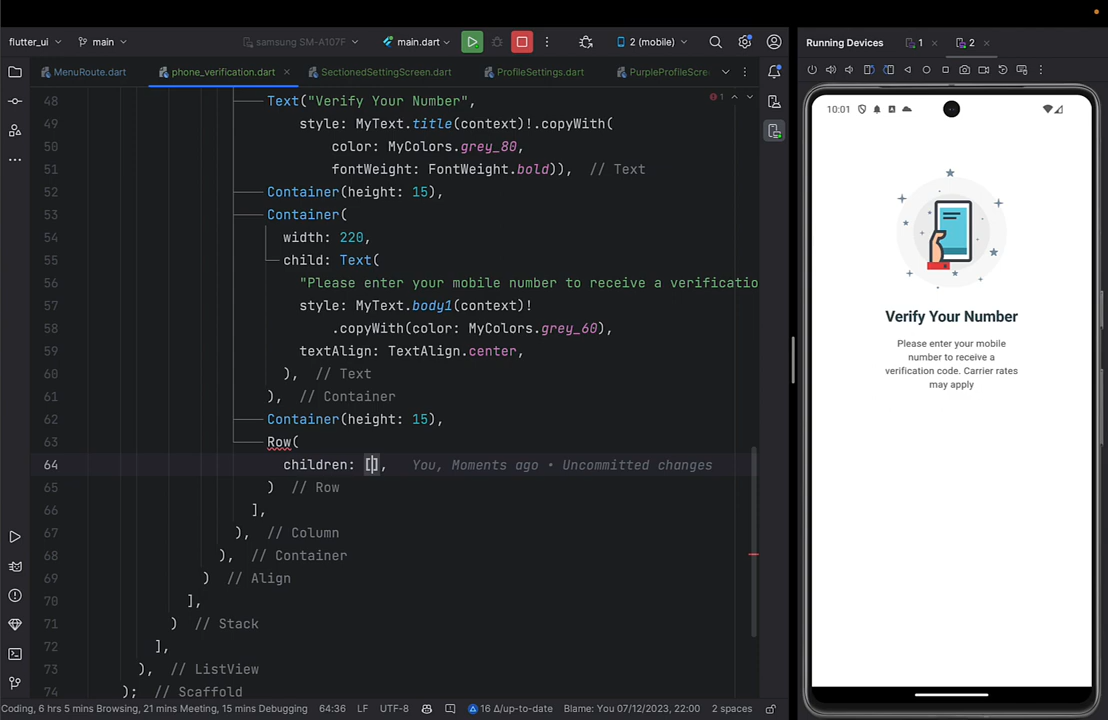 flutter_ui
main
samsung SM-A107F
main.dart
2 (mobile)
Running Devices
1
2
MenuRoute.dart
phone_verification.dart
SectionedSettingScreen.dart
ProfileSettings.dart
PurpleProfileScre
48 Text("Verify Your Number",
1
49 style: MyText.title(context)!.copyWith(
50 color: MyColors.grey_80,
51 fontWeight: FontWeight.bold)), // Text
52 Container(height: 15),
53 Container(
54 width: 220,
55 child: Text(
56 "Please enter your mobile number to receive a verificatio
57 style: MyText.body1(context)!
58 .copyWith(color: MyColors.grey_60),
59 textAlign: TextAlign.center,
60 ), // Text
61 ), // Container
62 Container(height: 15),
63 Row(
64 children: [], You, Moments ago • Uncommitted changes
65 ) // Row
66 ],
67 ), // Column
68 ), // Container
69 ) // Align
70 ],
71 ) // Stack
72 ],
73 ), // ListView
74 ); // Scaffold
Coding, 6 hrs 5 mins Browsing, 21 mins Meeting, 15 mins Debugging
64:36
LF
UTF-8
16 Δ/up-to-date
Blame: You 07/12/2023, 22:00
2 spaces
10:01
Verify Your Number
Please enter your mobile
number to receive a
verification code. Carrier rates
may apply